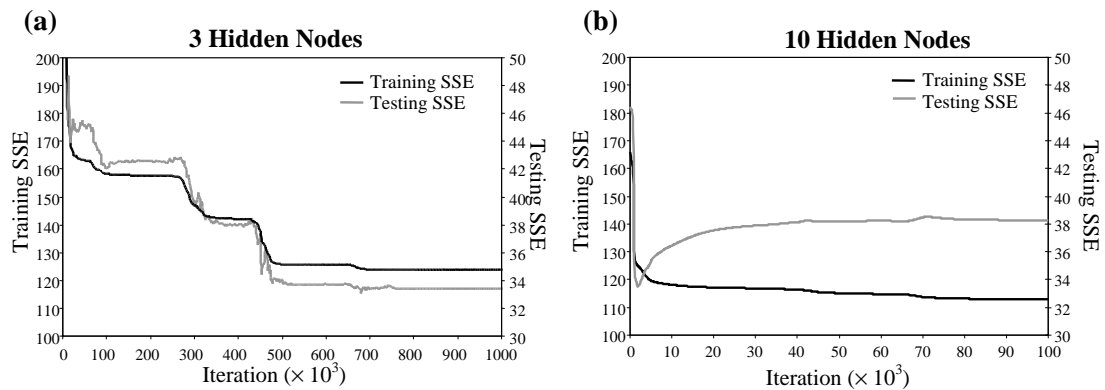 (a)
3 Hidden Nodes
200
190
180
170
160
150
140
130
120
110
100
Training SSE
50
48
46
44
42
40
38
36
34
32
30
Testing SSE
Training SSE
Testing SSE
0 100 200 300 400 500 600 700 800 900 1000
Iteration (× 10³)
(b)
10 Hidden Nodes
200
190
180
170
160
150
140
130
120
110
100
Training SSE
50
48
46
44
42
40
38
36
34
32
30
Testing SSE
Training SSE
Testing SSE
0 10 20 30 40 50 60 70 80 90 100
Iteration (× 10³)